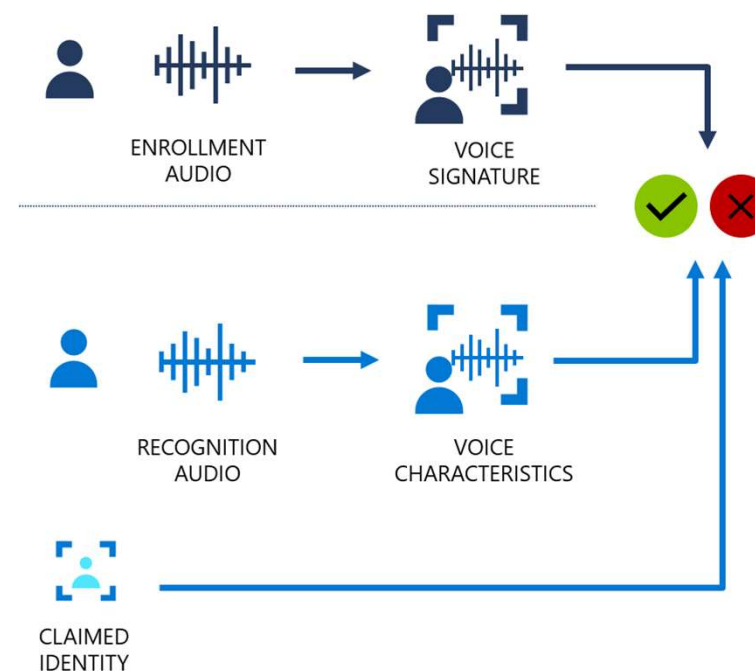 ENROLLMENT
AUDIO
VOICE
SIGNATURE
RECOGNITION
AUDIO
VOICE
CHARACTERISTICS
CLAIMED
IDENTITY